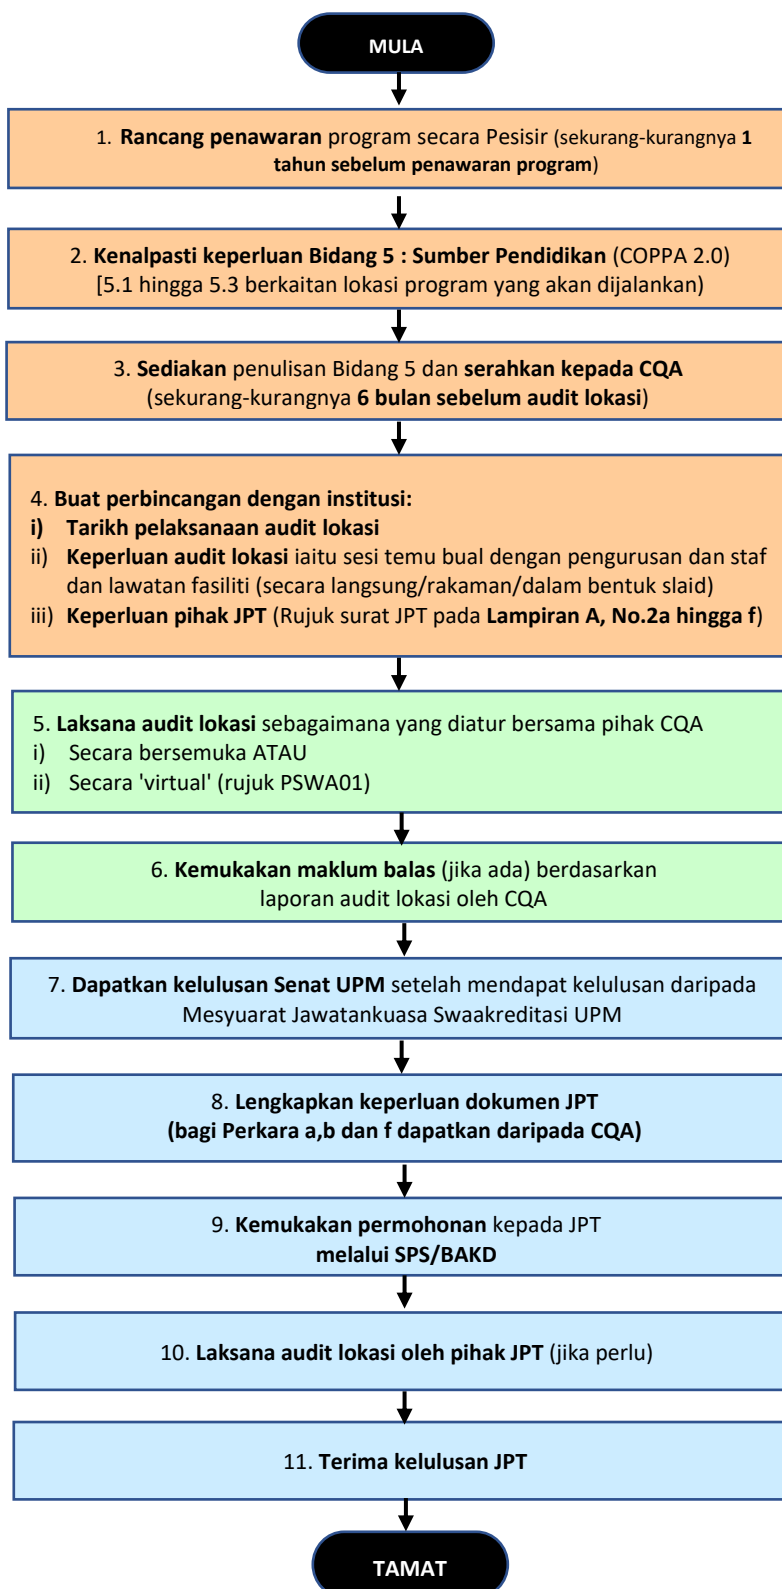 MULA
1. Rancang penawaran program secara Pesisir (sekurang-kurangnya 1
tahun sebelum penawaran program)
2. Kenalpasti keperluan Bidang 5 : Sumber Pendidikan (COPPA 2.0)
[5.1 hingga 5.3 berkaitan lokasi program yang akan dijalankan)
3. Sediakan penulisan Bidang 5 dan serahkan kepada CQA
(sekurang-kurangnya 6 bulan sebelum audit lokasi)
4. Buat perbincangan dengan institusi:
i) Tarikh pelaksanaan audit lokasi
ii) Keperluan audit lokasi iaitu sesi temu bual dengan pengurusan dan staf
dan lawatan fasiliti (secara langsung/rakaman/dalam bentuk slaid)
iii) Keperluan pihak JPT (Rujuk surat JPT pada Lampiran A, No.2a hingga f)
5. Laksana audit lokasi sebagaimana yang diatur bersama pihak CQA
i) Secara bersemuka ATAU
ii) Secara 'virtual' (rujuk PSWA01)
6. Kemukakan maklum balas (jika ada) berdasarkan
laporan audit lokasi oleh CQA
7. Dapatkan kelulusan Senat UPM setelah mendapat kelulusan daripada
Mesyuarat Jawatankuasa Swaakreditasi UPM
8. Lengkapkan keperluan dokumen JPT
(bagi Perkara a,b dan f dapatkan daripada CQA)
9. Kemukakan permohonan kepada JPT
melalui SPS/BAKD
10. Laksana audit lokasi oleh pihak JPT (jika perlu)
11. Terima kelulusan JPT
TAMAT